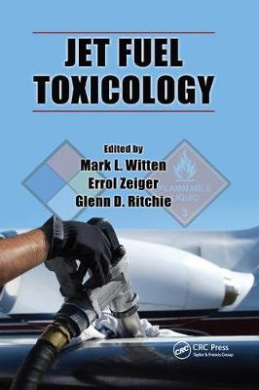 JET FUEL
TOXICOLOGY
Edited by
Mark L. Witten
Errol Zeiger
Glenn D. Ritchie
FLAMMABLE
LIQUID
3
CRC
CRC Press
Taylor & Francis Group